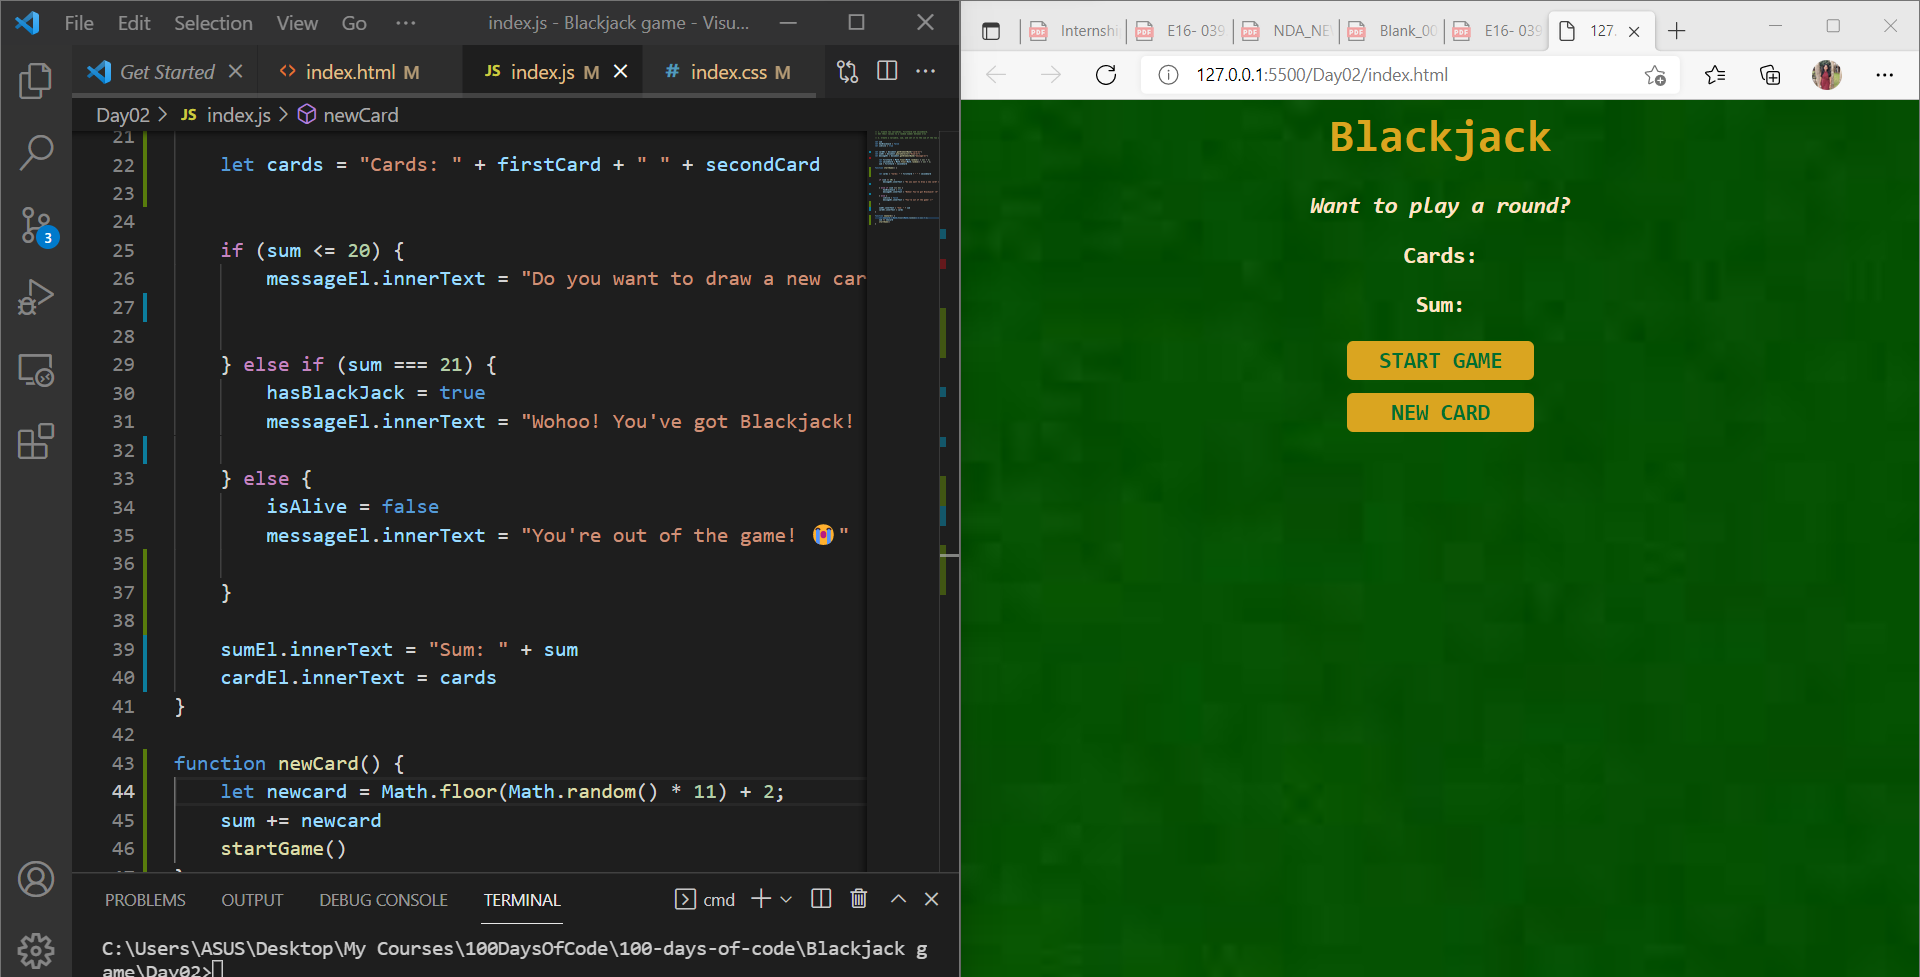 File Edit Selection View Go ··· index.js - Blackjack game - Visu...
Get Started index.html M index.js M index.css M
Day02 > JS index.js > newCard
21
22 let cards = "Cards: " + firstCard + " " + secondCard
23
24
25 if (sum <= 20) {
26 messageEl.innerText = "Do you want to draw a new car
27
28
29 } else if (sum === 21) {
30 hasBlackJack = true
31 messageEl.innerText = "Wohoo! You've got Blackjack!
32
33 } else {
34 isAlive = false
35 messageEl.innerText = "You're out of the game! 😭"
36
37 }
38
39 sumEl.innerText = "Sum: " + sum
40 cardEl.innerText = cards
41 }
42
43 function newCard() {
44 let newcard = Math.floor(Math.random() * 11) + 2;
45 sum += newcard
46 startGame()
3
PROBLEMS OUTPUT DEBUG CONSOLE TERMINAL cmd
C:\Users\ASUS\Desktop\My Courses\100DaysOfCode\100-days-of-code\Blackjack g
ame\Day02>
Internshi E16- 039 NDA_NE Blank_00 E16- 039 127.
127.0.0.1:5500/Day02/index.html
Blackjack
Want to play a round?
Cards:
Sum:
START GAME
NEW CARD